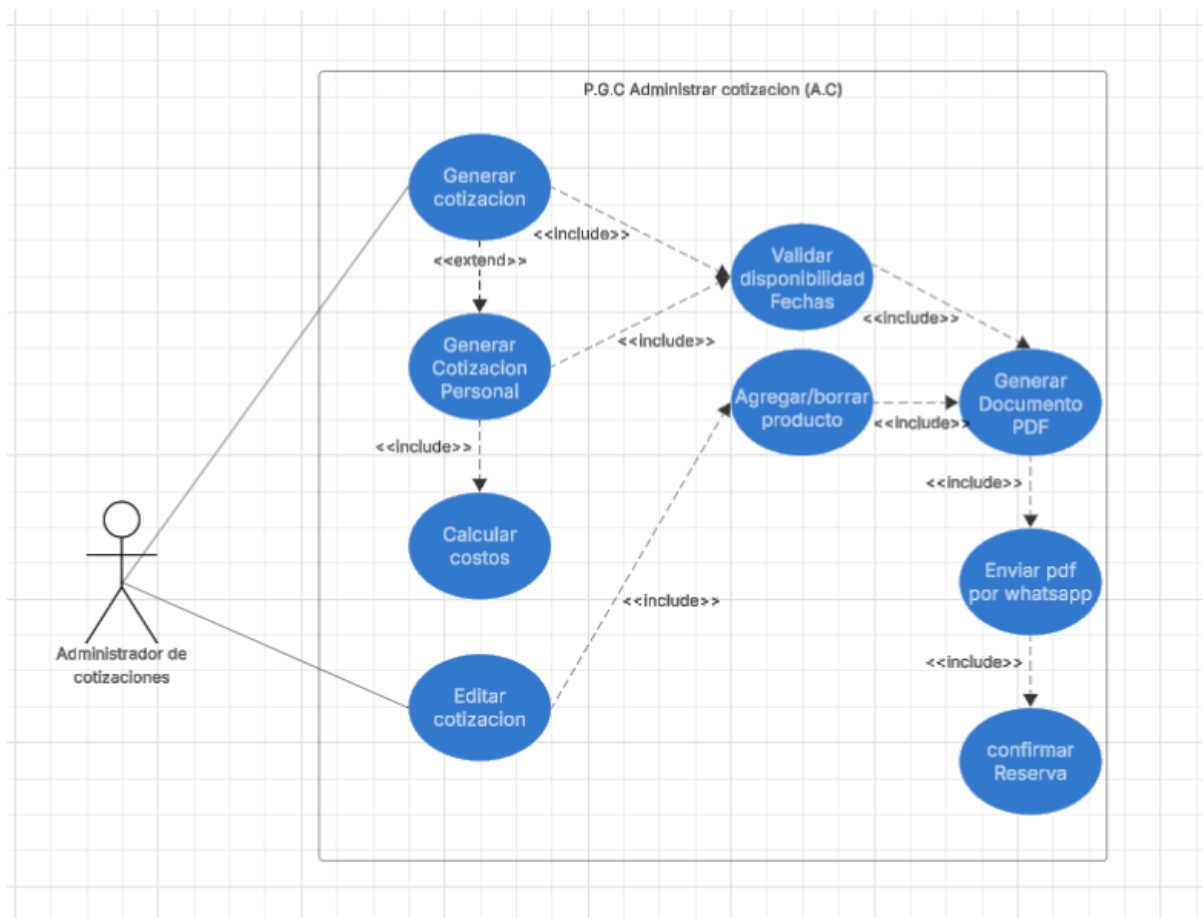 P.G.C Administrar cotizacion (A.C)
Generar
cotizacion
<<include>>
<<extend>>
Validar
disponibilidad
Fechas
<<include>>
<<include>>
Generar
Cotizacion
Personal
Agregar/borrar
producto
<<include>>
Generar
Documento
PDF
<<include>>
<<include>>
Calcular
costos
Enviar pdf
por whatsapp
<<include>>
Administrador de
cotizaciones
<<include>>
Editar
cotizacion
confirmar
Reserva